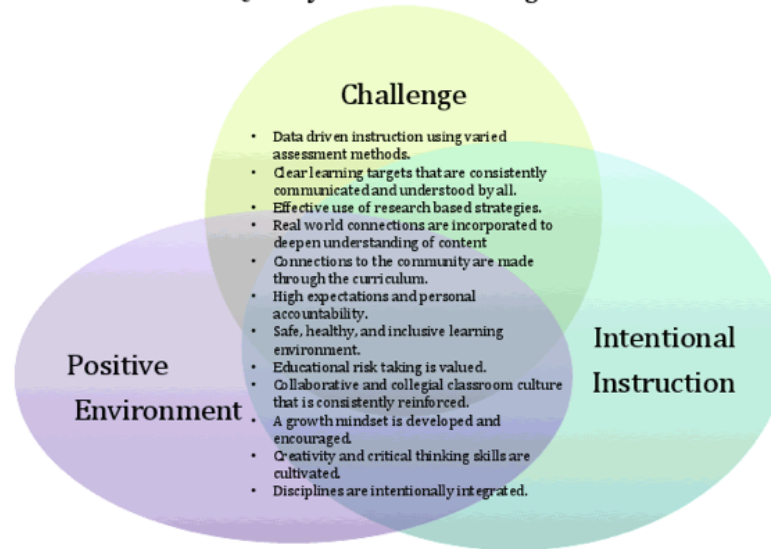 Challenge
• Data driven instruction using varied
assessment methods.
• Clear learning targets that are consistently
communicated and understood by all.
• Effective use of research based strategies.
• Real world connections are incorporated to
deepen understanding of content
• Connections to the community are made
through the curriculum.
• High expectations and personal
accountability.
• Safe, healthy, and inclusive learning
environment.
• Educational risk taking is valued.
• Collaborative and collegial classroom culture
that is consistently reinforced.
• A growth mindset is developed and
encouraged.
• Creativity and critical thinking skills are
cultivated.
• Disciplines are intentionally integrated.
Positive
Environment
Intentional
Instruction